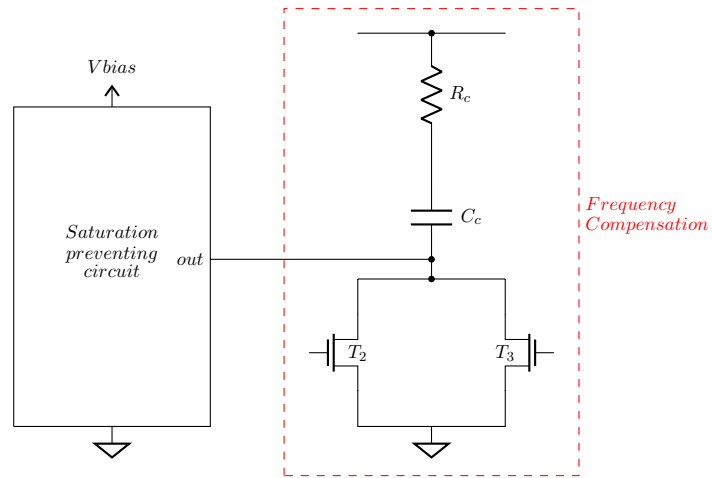 Vbias
Saturation
preventing
circuit
out
R_c
C_c
T_2
T_3
Frequency
Compensation